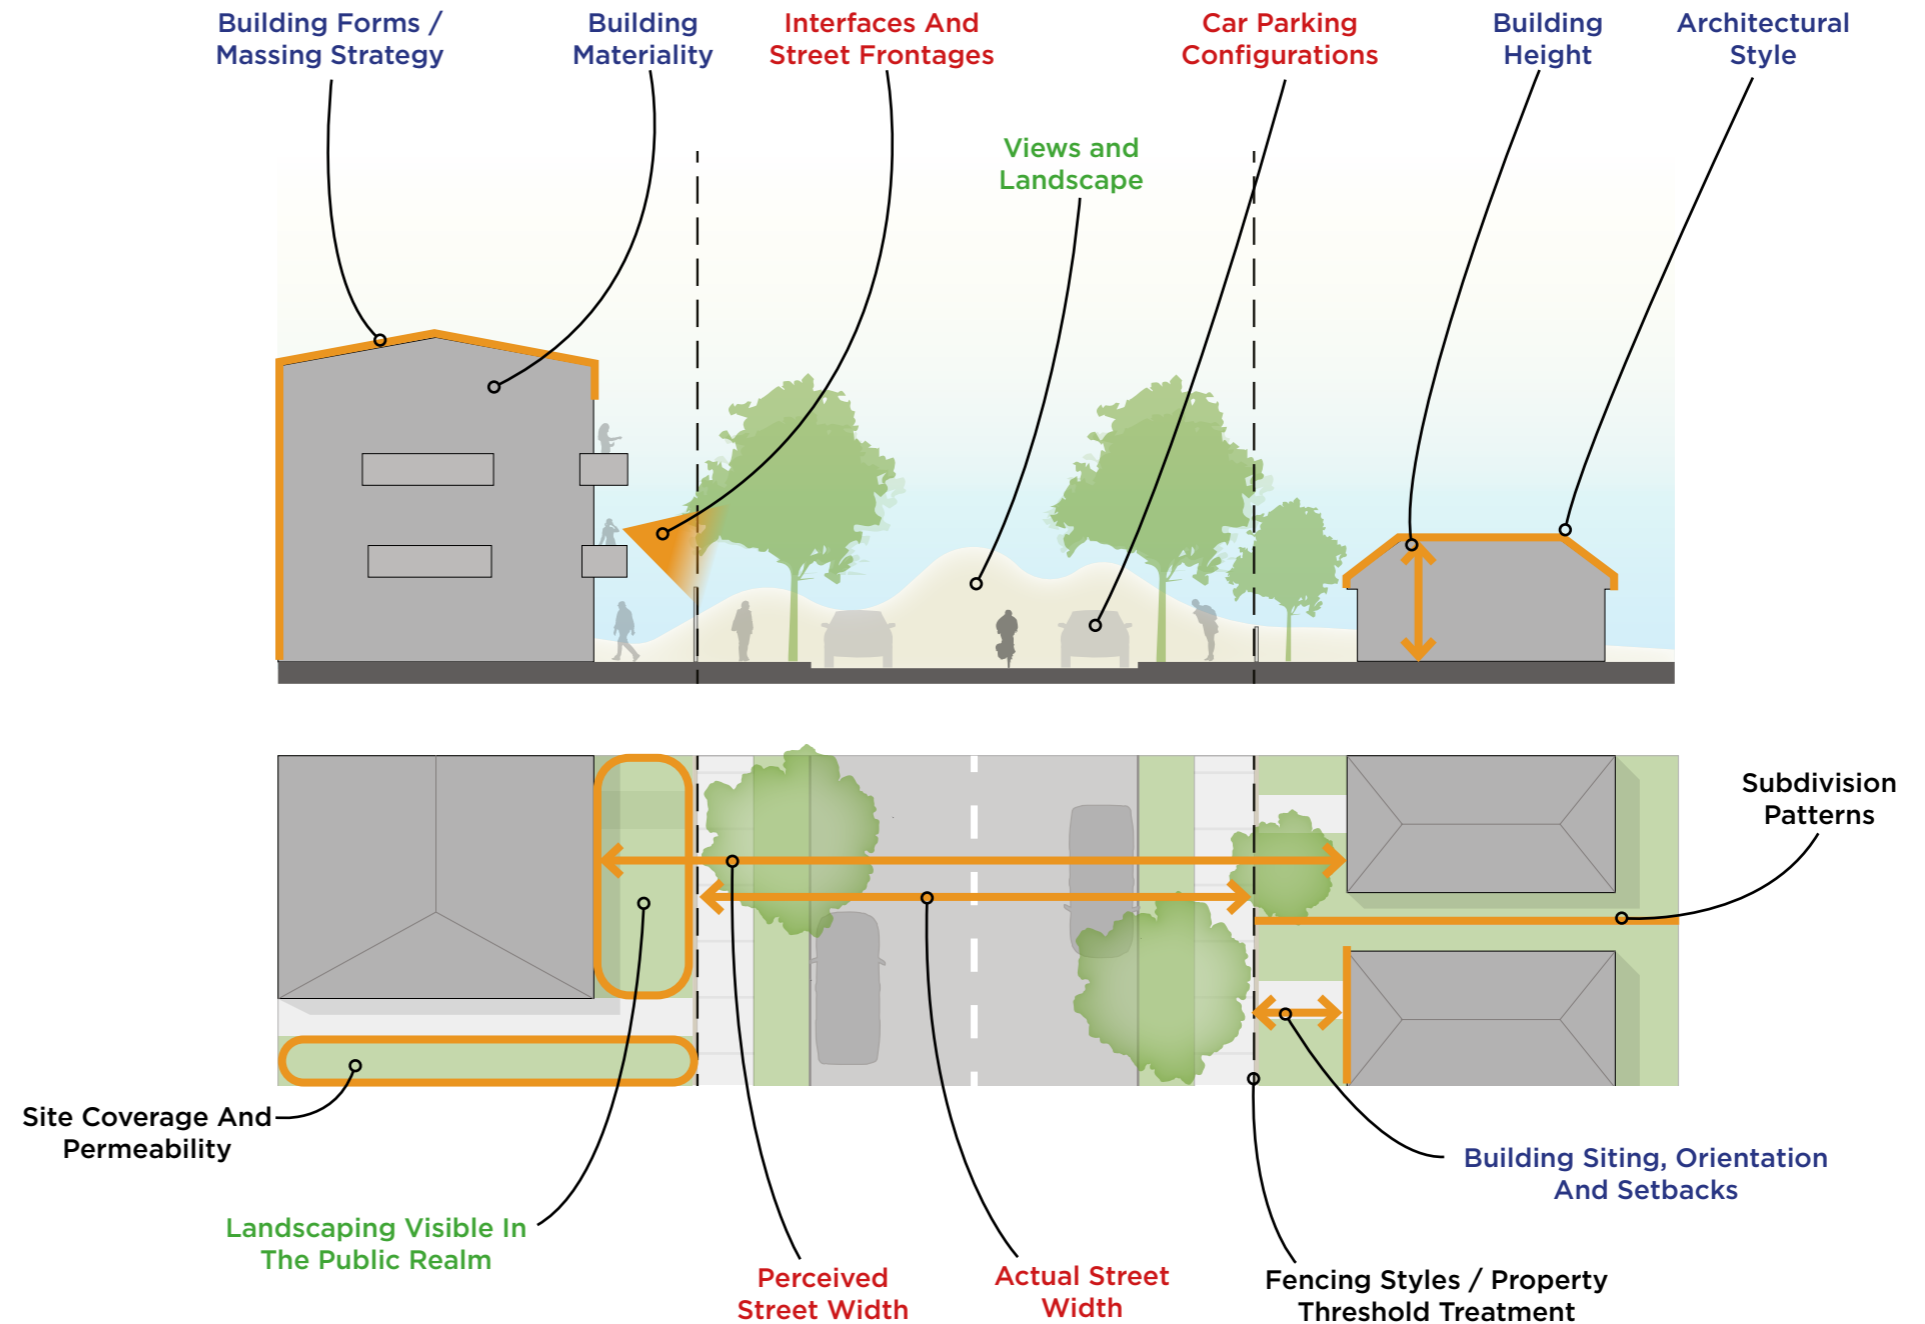 Building Forms /
Massing Strategy
Building
Materiality
Interfaces And
Street Frontages
Car Parking
Configurations
Building
Height
Architectural
Style
Views and
Landscape
Subdivision
Patterns
Site Coverage And
Permeability
Building Siting, Orientation
And Setbacks
Landscaping Visible In
The Public Realm
Perceived
Street Width
Actual Street
Width
Fencing Styles / Property
Threshold Treatment